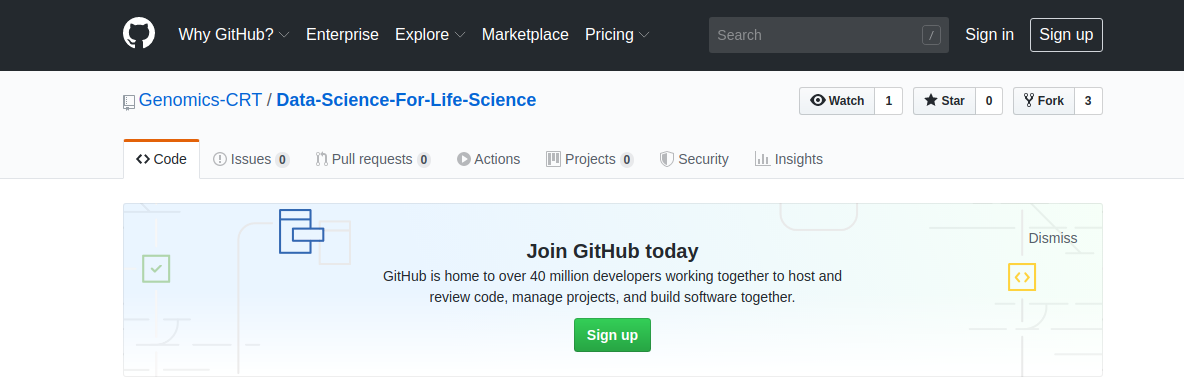 Why GitHub? Enterprise Explore Marketplace Pricing Search / Sign in Sign up
Genomics-CRT / Data-Science-For-Life-Science Watch 1 Star 0 Fork 3
Code Issues 0 Pull requests 0 Actions Projects 0 Security Insights
Join GitHub today
Dismiss
GitHub is home to over 40 million developers working together to host and
review code, manage projects, and build software together.
Sign up